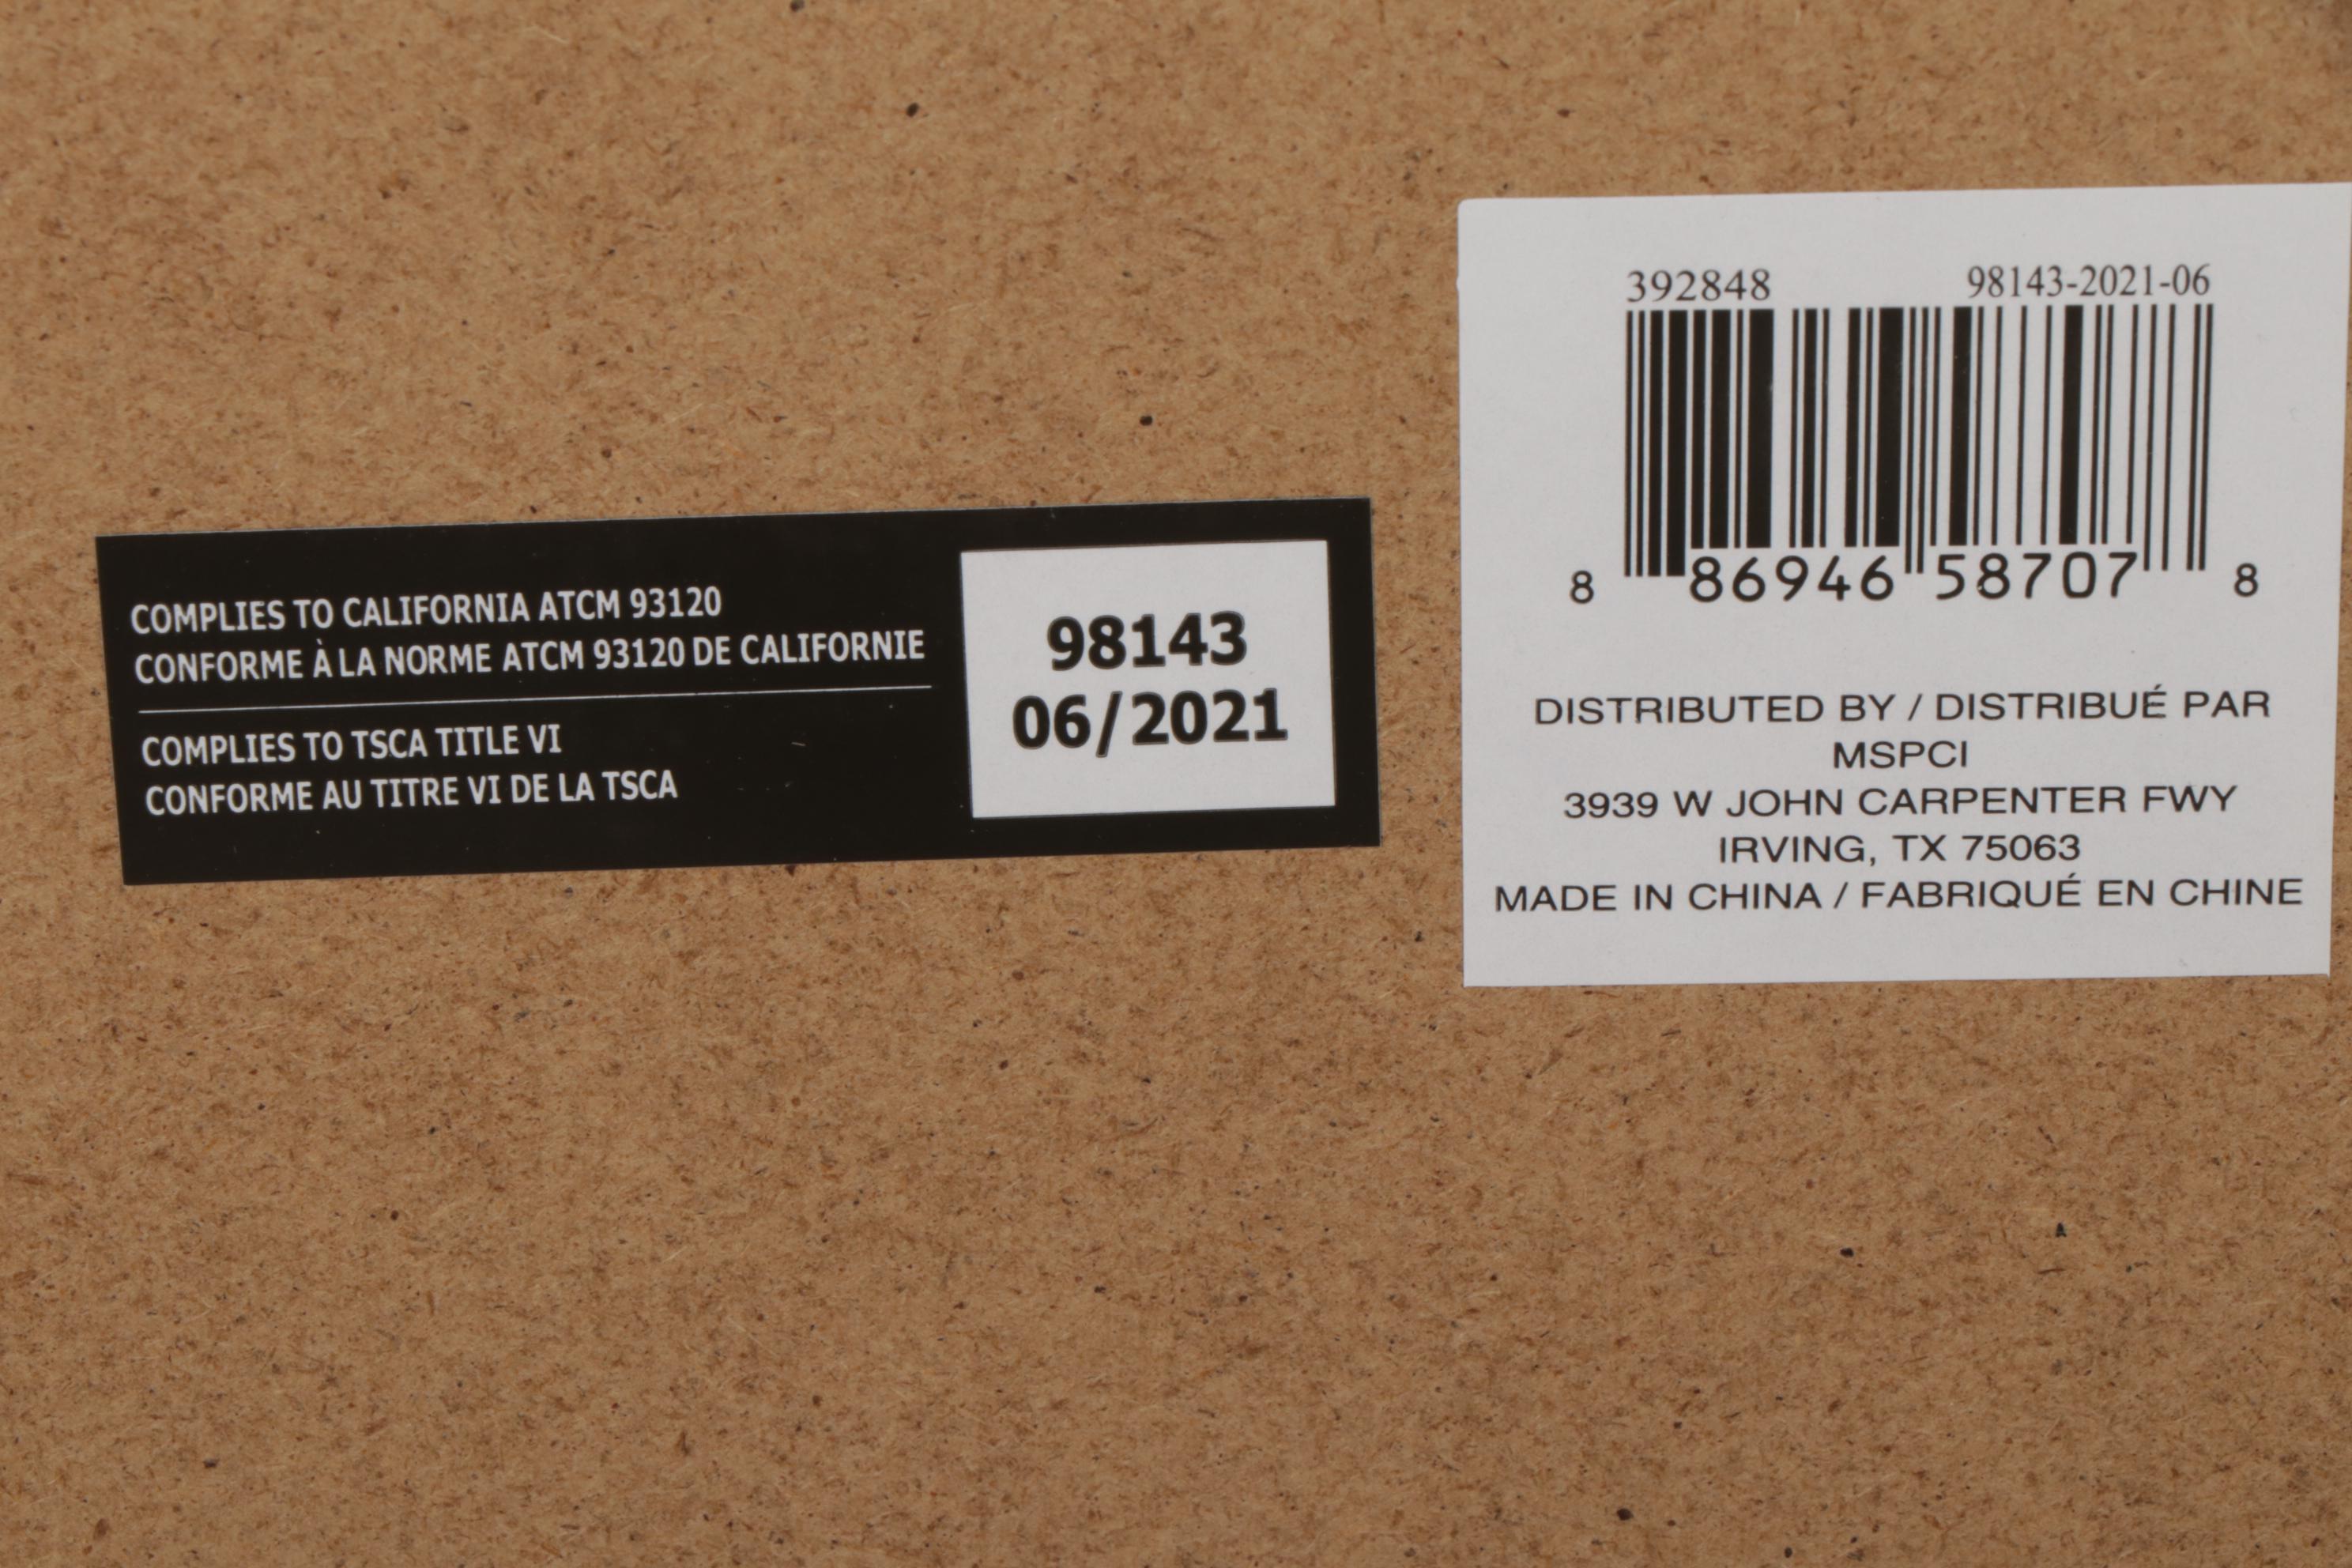 COMPLIES TO CALIFORNIA ATCM 93120
CONFORME À LA NORME ATCM 93120 DE CALIFORNIE
COMPLIES TO TSCA TITLE VI
CONFORME AU TITRE VI DE LA TSCA
98143
06/2021
392848 98143-2021-06
8 86946 58707 8
DISTRIBUTED BY / DISTRIBUÉ PAR
MSPCI
3939 W JOHN CARPENTER FWY
IRVING, TX 75063
MADE IN CHINA / FABRIQUÉ EN CHINE